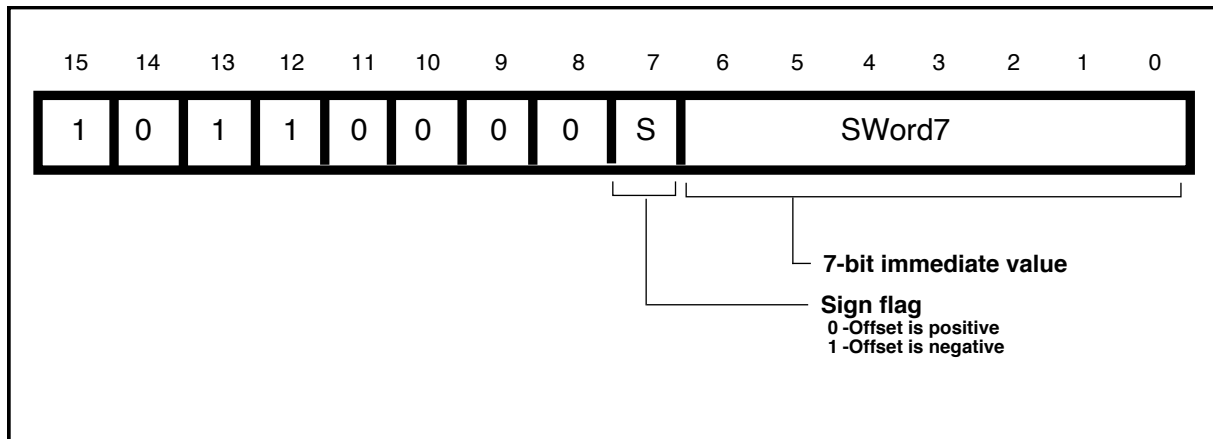 15 14 13 12 11 10 9 8 7 6 5 4 3 2 1 0
1 0 1 1 0 0 0 0 S SWord7
7-bit immediate value
Sign flag
0 -Offset is positive
1 -Offset is negative